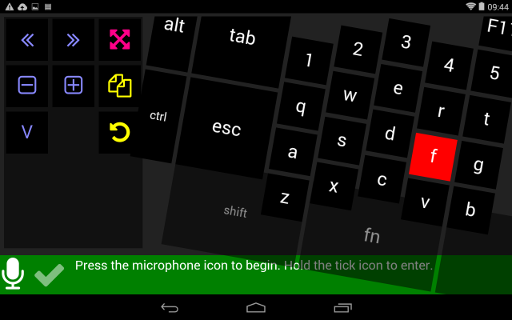 09:44
« » alt tab 1 2 3 4 5
ctrl esc q w e r t
V a s d f g
shift z x c v b
fn
Press the microphone icon to begin. Hold the tick icon to enter.